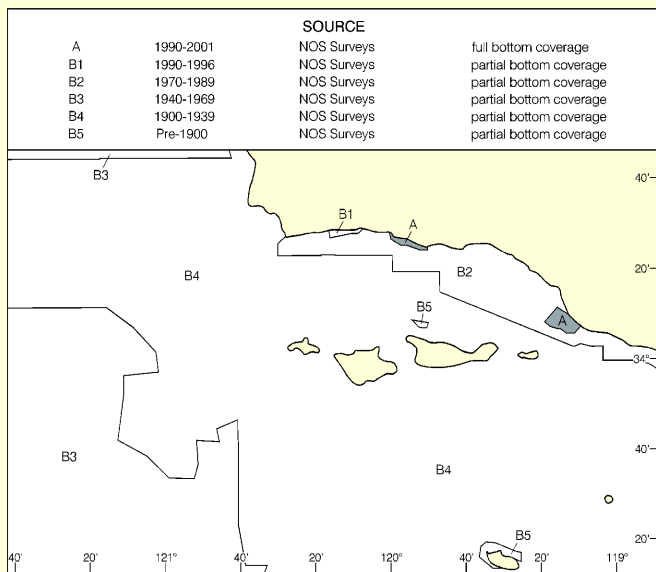 SOURCE
A 1990-2001 NOS Surveys full bottom coverage
B1 1990-1996 NOS Surveys partial bottom coverage
B2 1970-1989 NOS Surveys partial bottom coverage
B3 1940-1969 NOS Surveys partial bottom coverage
B4 1900-1939 NOS Surveys partial bottom coverage
B5 Pre-1900 NOS Surveys partial bottom coverage
B3
40'
B1
A
B4
B2
20'
B5
A
34°
B3
B4
40'
B5
20'
40' 20' 121° 40' 20' 120° 40' 20' 119°